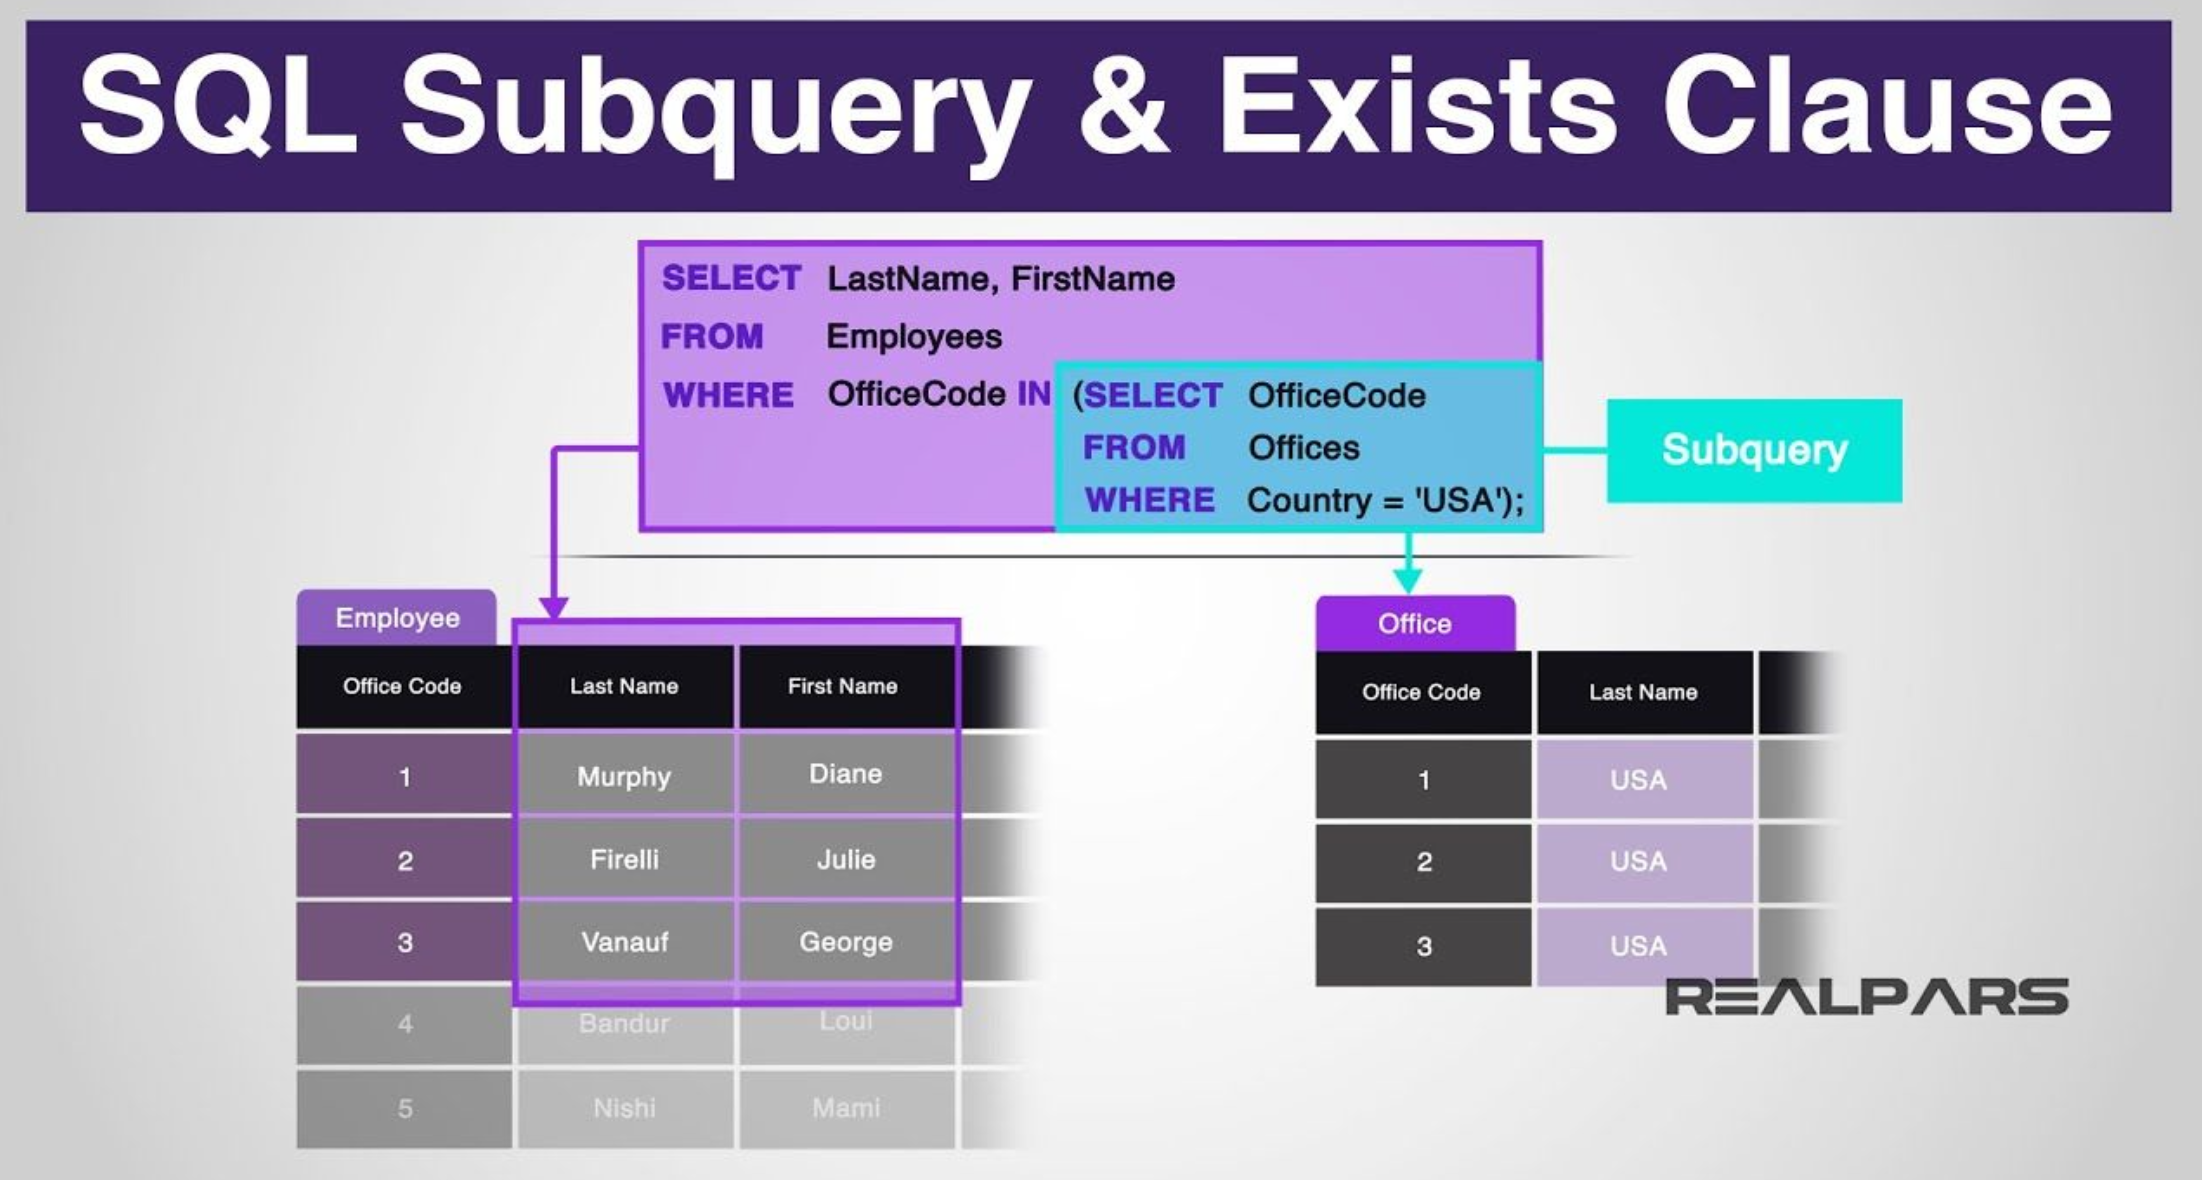 SQL Subquery & Exists Clause
SELECT LastName, FirstName
FROM Employees
WHERE OfficeCode IN (SELECT OfficeCode
FROM Offices
WHERE Country = 'USA');
Subquery
Employee
Office Code Last Name First Name
1 Murphy Diane
2 Firelli Julie
3 Vanauf George
4 Bandur Loui
5 Nishi Mami
Office
Office Code Last Name
1 USA
2 USA
3 USA
REALPARS